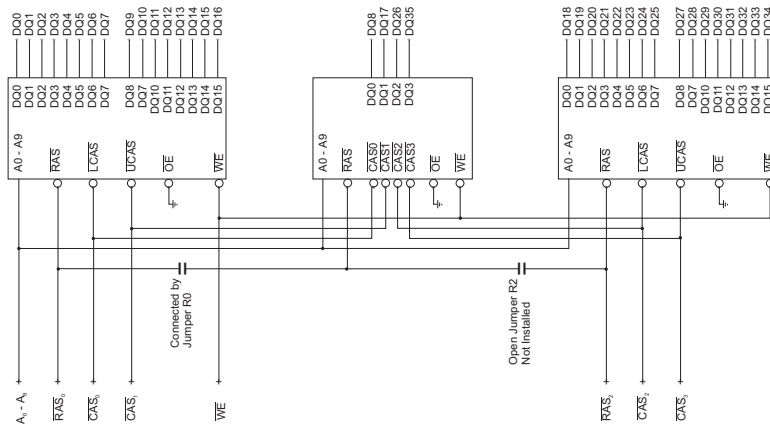 DQ0
DQ1
DQ2
DQ3
DQ4
DQ5
DQ6
DQ7
DQ9
DQ10
DQ11
DQ12
DQ13
DQ14
DQ15
DQ16
DQ0
DQ1
DQ2
DQ3
DQ4
DQ5
DQ6
DQ7
DQ8
DQ7
DQ10
DQ11
DQ12
DQ13
DQ14
DQ15
A0 - A9
RAS
LCAS
UCAS
OE
WE
DQ8
DQ17
DQ26
DQ35
DQ0
DQ1
DQ2
DQ3
A0 - A9
RAS
CAS0
CAS1
CAS2
CAS3
OE
WE
DQ18
DQ19
DQ20
DQ21
DQ22
DQ23
DQ24
DQ25
DQ27
DQ28
DQ29
DQ30
DQ31
DQ32
DQ33
DQ34
DQ0
DQ1
DQ2
DQ3
DQ4
DQ5
DQ6
DQ7
DQ8
DQ7
DQ10
DQ11
DQ12
DQ13
DQ14
DQ15
A0 - A9
RAS
LCAS
UCAS
OE
WE
Connected by
Jumper R0
Open Jumper R2
Not Installed
A₀ - A₉
RAS₀
CAS₀
CAS₁
WE
RAS₂
CAS₂
CAS₃